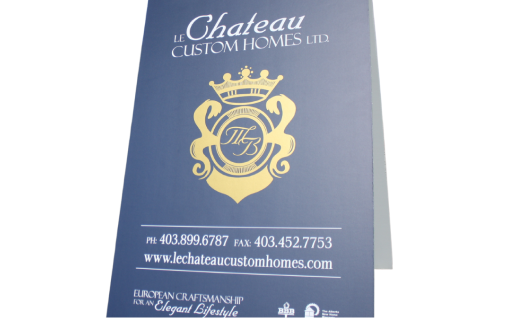 LE Chateau
CUSTOM HOMES LTD.
PH: 403.899.6787 FAX: 403.452.7753
www.lechateaucustomhomes.com
EUROPEAN CRAFTSMANSHIP
FOR AN Elegant Lifestyle
BBB